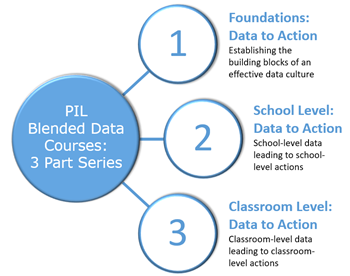 PIL
Blended Data
Courses:
3 Part Series
1
Foundations:
Data to Action
Establishing the
building blocks of an
effective data culture
2
School Level:
Data to Action
School-level data
leading to school-
level actions
3
Classroom Level:
Data to Action
Classroom-level data
leading to classroom-
level actions